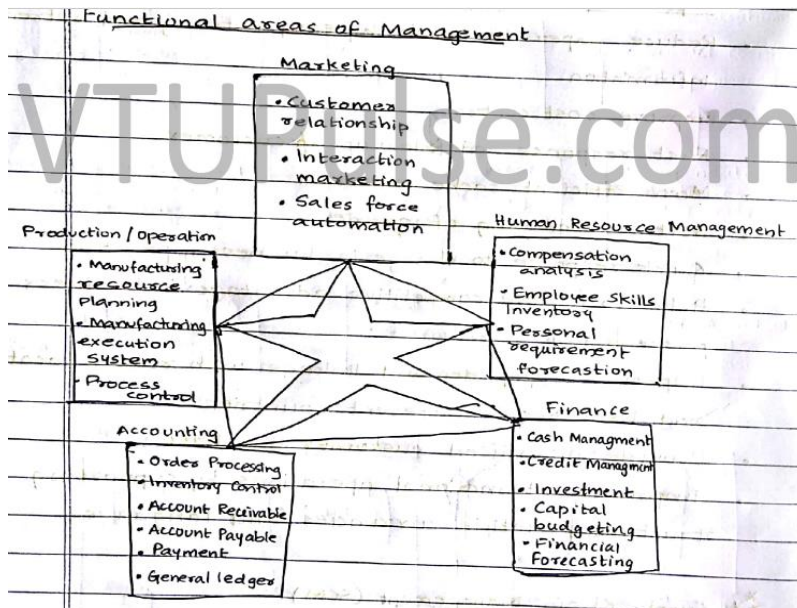 Functional areas of Management
Marketing
• Customer
relationship
• Interaction
marketing
• Sales force
automation
VTUPulse.com
Production / Operation
• Manufacturing
resource
planning
• Manufacturing
execution
system
• Process
control
Human Resource Management
• Compensation
analysis
• Employee skills
Inventory
• Personal
requirement
forecastion
Accounting
• Order Processing
• Inventory Control
• Account Receivable
• Account Payable
• Payment
• General ledger
Finance
• Cash Managment
• Credit Managment
• Investment
• Capital
budgeting
• Financial
Forecasting